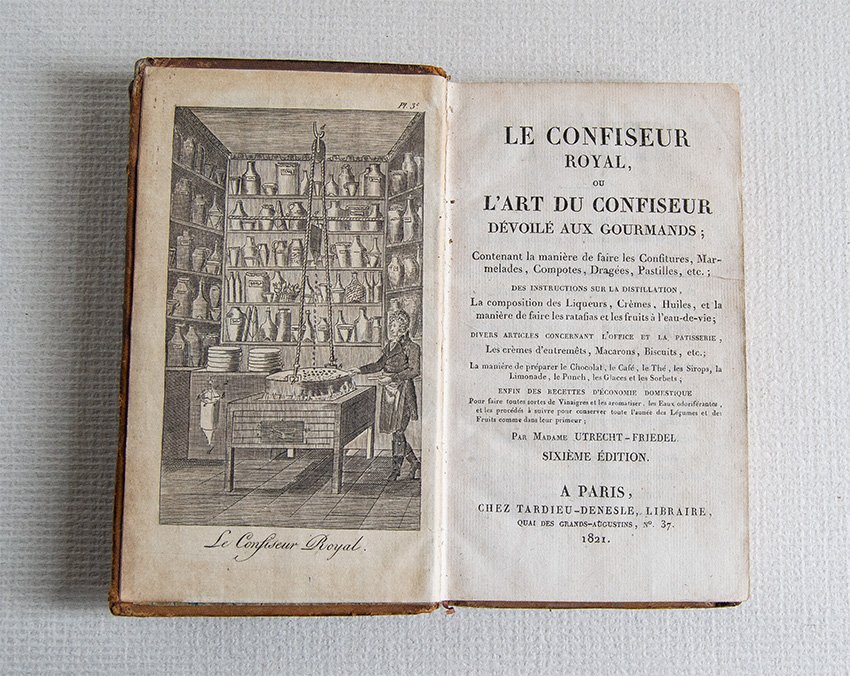 Pl. 3e
Le Confiseur Royal.
LE CONFISEUR
ROYAL,
OU
L'ART DU CONFISEUR
DÉVOILÉ AUX GOURMANDS;
Contenant la manière de faire les Confitures, Mar-
melades, Compotes, Dragées, Pastilles, etc.;
DES INSTRUCTIONS SUR LA DISTILLATION,
La composition des Liqueurs, Crèmes, Huiles, et la
manière de faire les ratafias et les fruits à l'eau-de-vie;
DIVERS ARTICLES CONCERNANT L'OFFICE ET LA PATISSERIE,
Les crèmes d'entremêts, Macarons, Biscuits, etc.;
La manière de préparer le Chocolat, le Café, le Thé, les Sirops, la
Limonade, le Punch, les Glaces et les Sorbets;
ENFIN DES RECETTES D'ÉCONOMIE DOMESTIQUE
Pour faire toutes sortes de Vinaigres et les aromatiser, les Eaux odoriférantes,
et les procédés à suivre pour conserver toute l'année des Légumes et des
Fruits comme dans leur primeur;
PAR MADAME UTRECHT-FRIEDEL
SIXIÈME ÉDITION.
A PARIS,
CHEZ TARDIEU-DENESLE, LIBRAIRE,
QUAI DES GRANDS-AUGUSTINS, N°. 37.
1821.